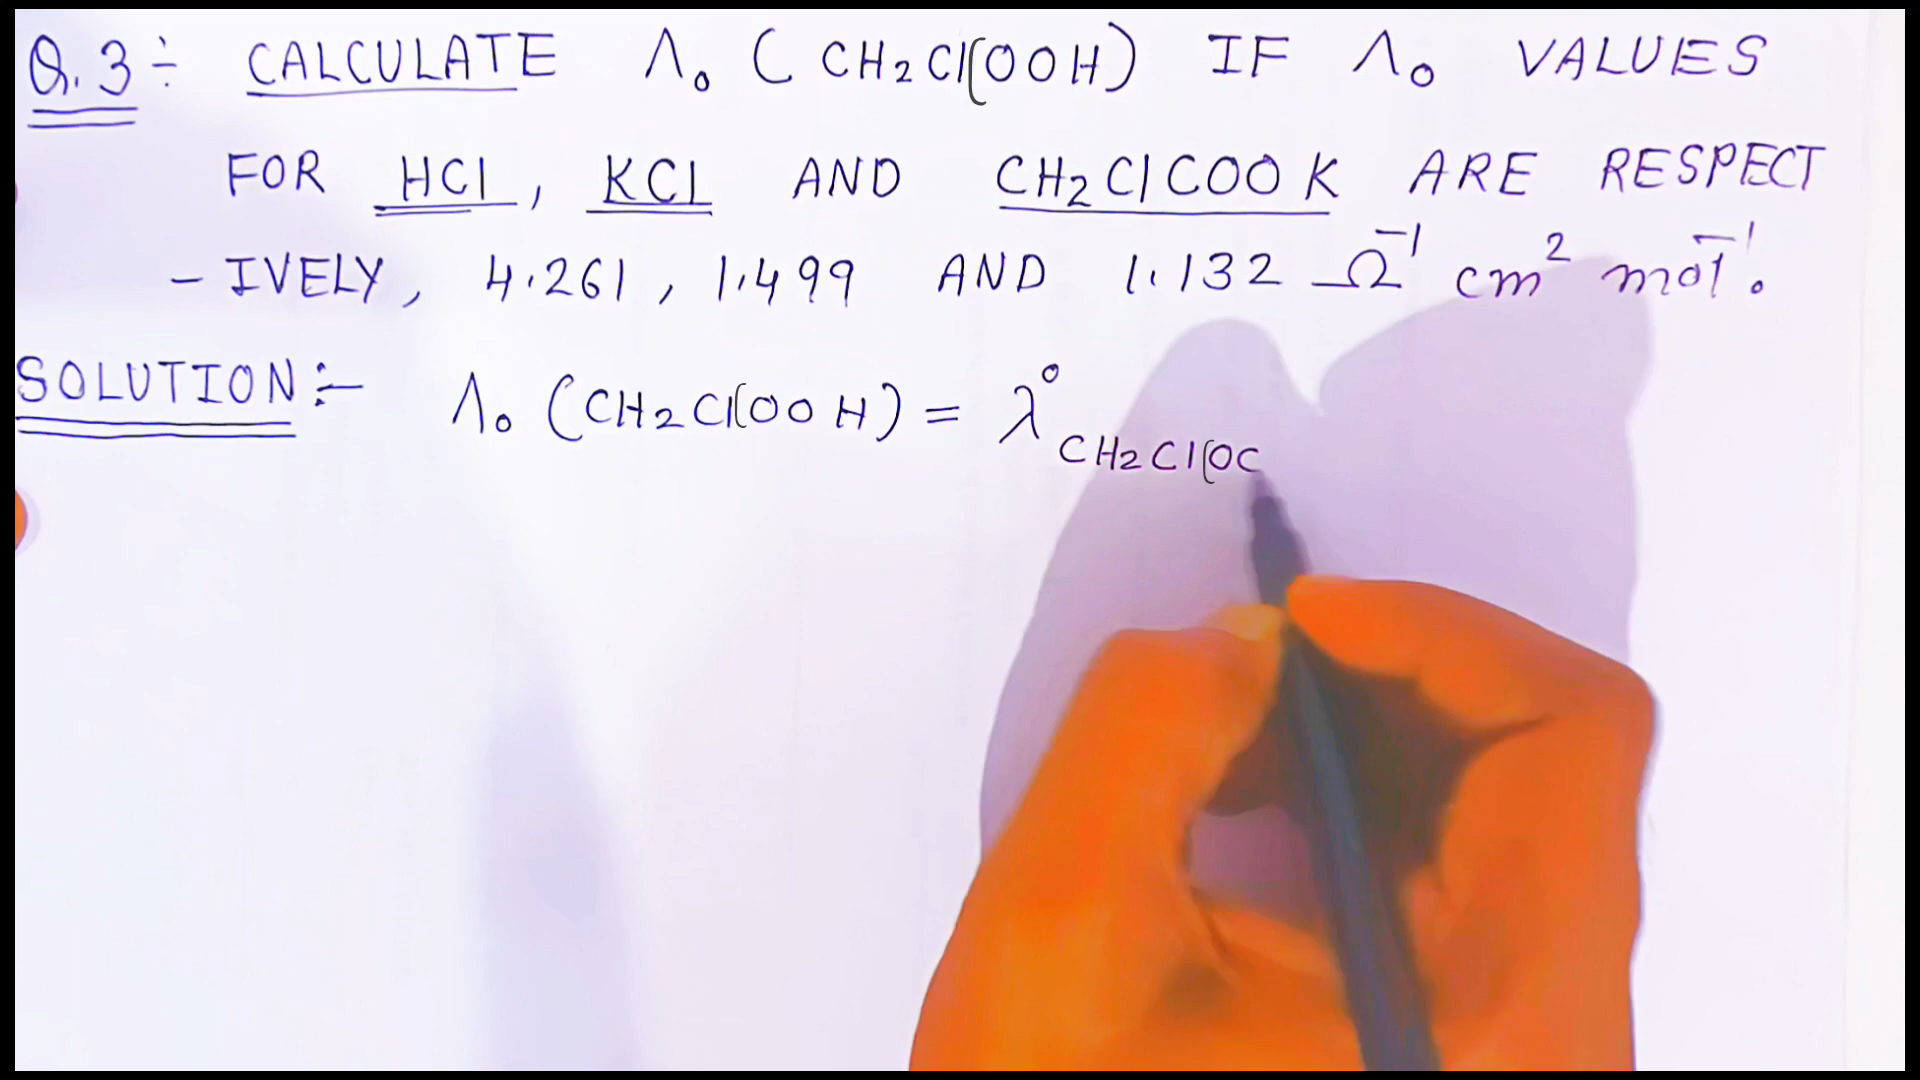 Q.3÷ CALCULATE Λ₀ (CH₂ClCOOH) IF Λ₀ VALUES
FOR HCl, KCl AND CH₂ClCOOK ARE RESPECT
- IVELY, 4.261, 1.499 AND 1.132 Ω⁻¹ cm² mol⁻¹.
SOLUTION:- Λ₀ (CH₂ClCOOH) = λ° CH₂ClCOC